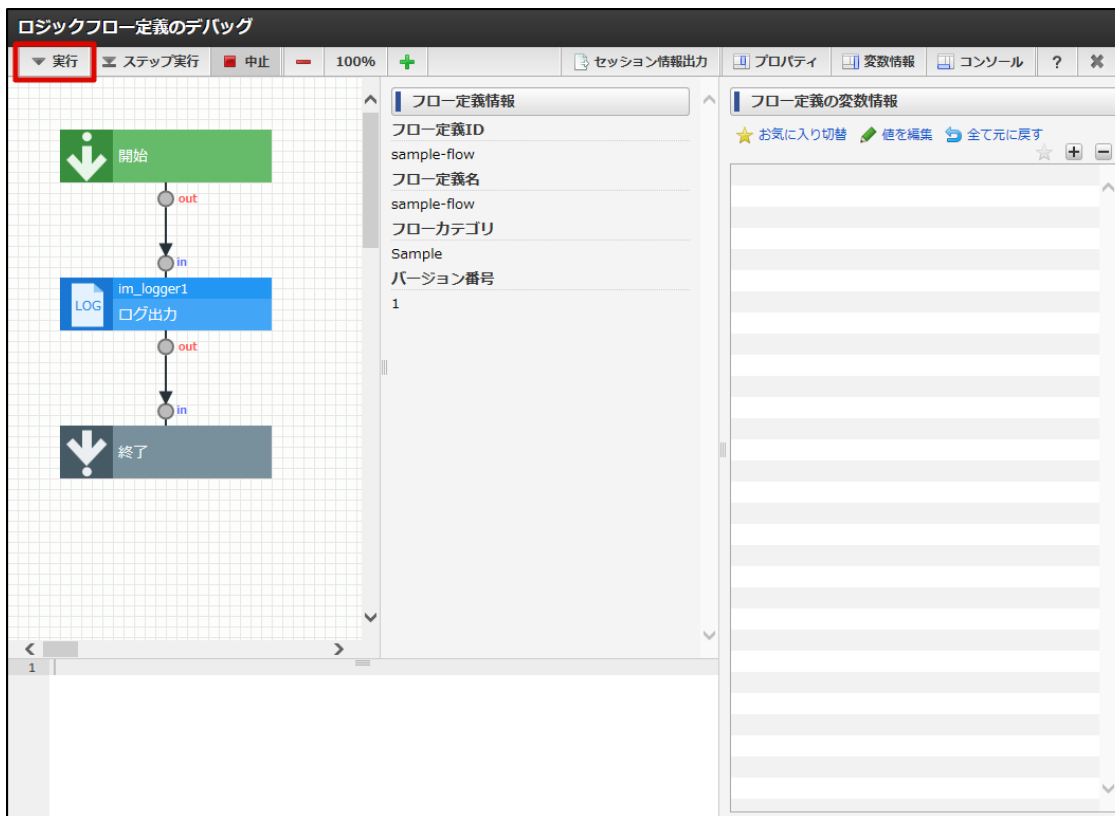 ロジックフロー定義のデバッグ
実行 ステップ実行 中止 100% セッション情報出力 プロパティ 変数情報 コンソール ?
開始
out
in
im_logger1
LOG
ログ出力
out
in
終了
フロー定義情報
フロー定義ID
sample-flow
フロー定義名
sample-flow
フローカテゴリ
Sample
バージョン番号
1
フロー定義の変数情報
お気に入り切替 値を編集 全て元に戻す
1